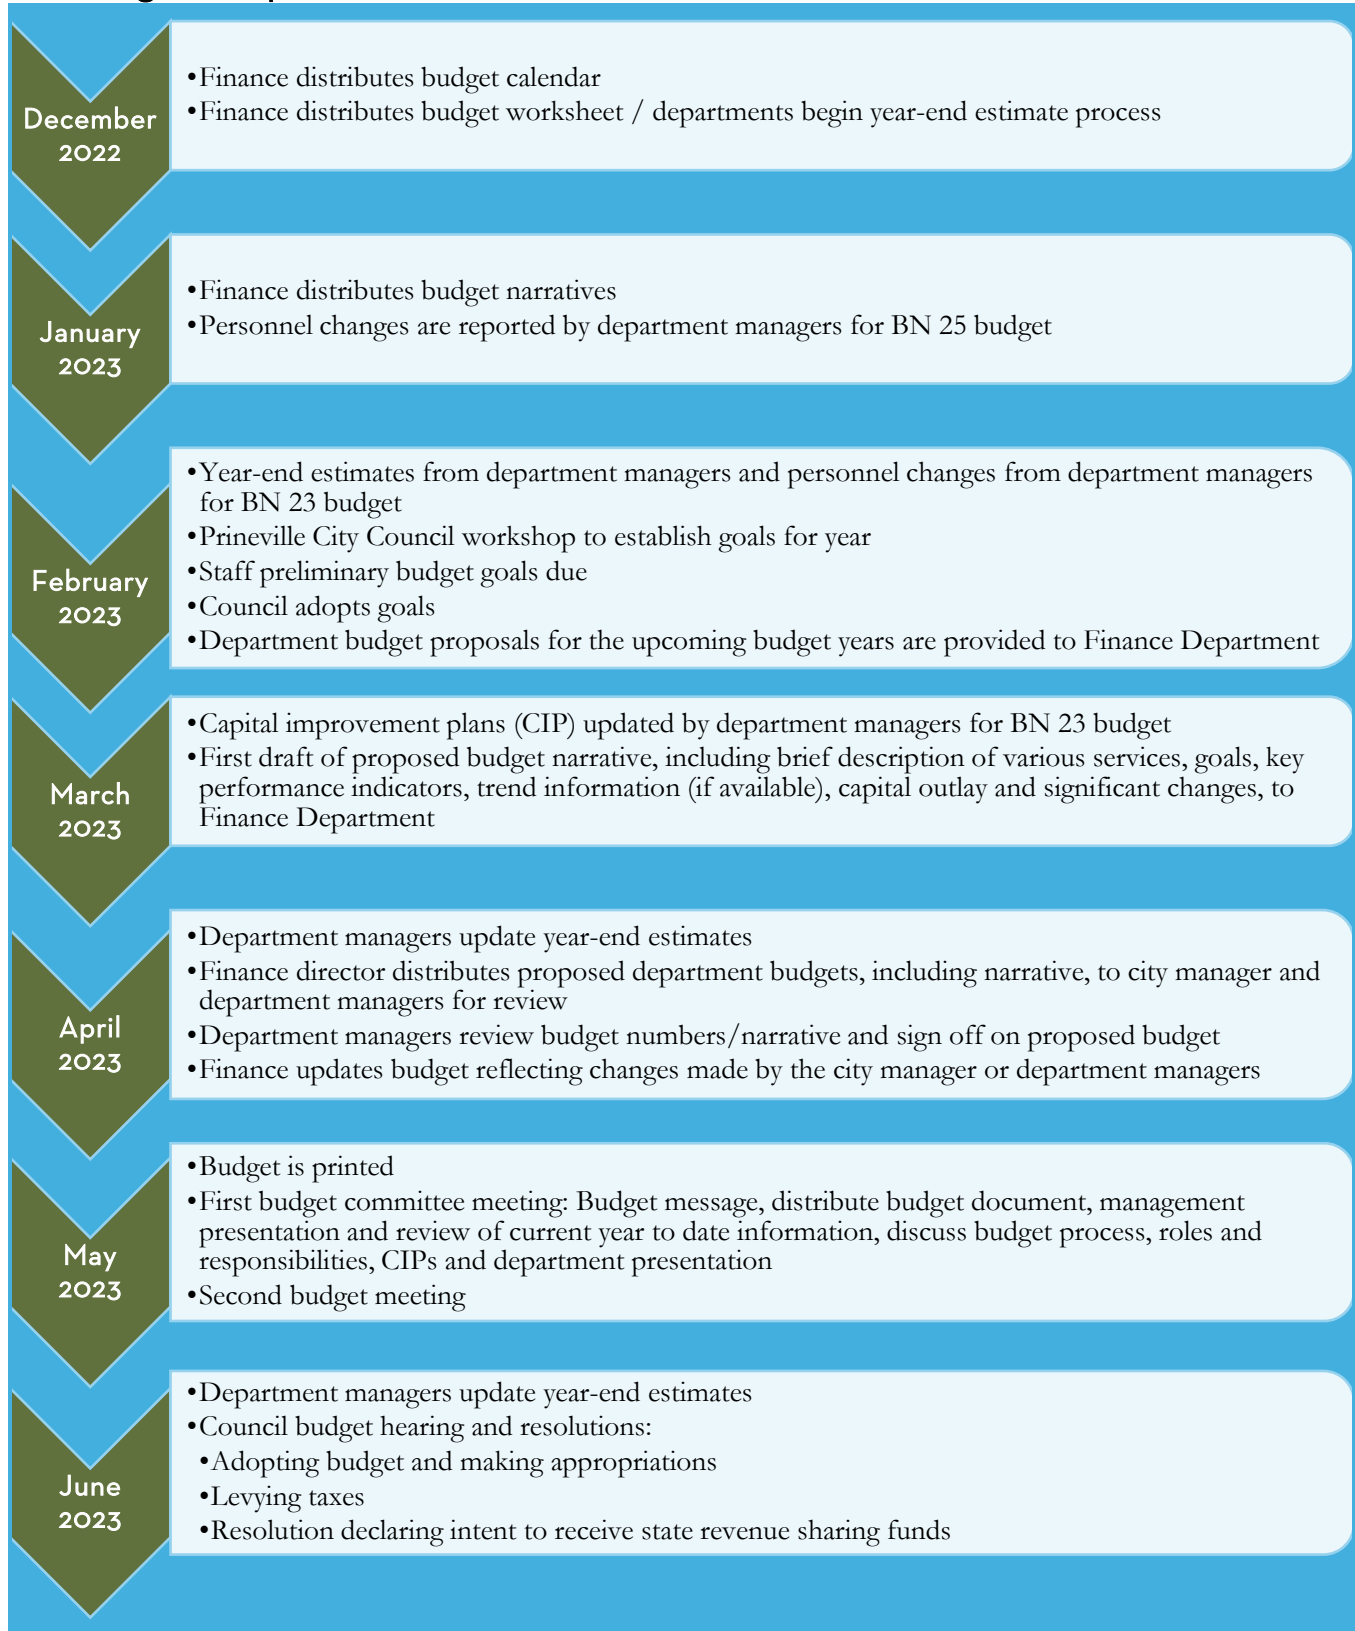 December
2022
•Finance distributes budget calendar
•Finance distributes budget worksheet / departments begin year-end estimate process
January
2023
•Finance distributes budget narratives
•Personnel changes are reported by department managers for BN 25 budget
February
2023
•Year-end estimates from department managers and personnel changes from department managers
for BN 23 budget
•Prineville City Council workshop to establish goals for year
•Staff preliminary budget goals due
•Council adopts goals
•Department budget proposals for the upcoming budget years are provided to Finance Department
March
2023
•Capital improvement plans (CIP) updated by department managers for BN 23 budget
•First draft of proposed budget narrative, including brief description of various services, goals, key
performance indicators, trend information (if available), capital outlay and significant changes, to
Finance Department
April
2023
•Department managers update year-end estimates
•Finance director distributes proposed department budgets, including narrative, to city manager and
department managers for review
•Department managers review budget numbers/narrative and sign off on proposed budget
•Finance updates budget reflecting changes made by the city manager or department managers
May
2023
•Budget is printed
•First budget committee meeting: Budget message, distribute budget document, management
presentation and review of current year to date information, discuss budget process, roles and
responsibilities, CIPs and department presentation
•Second budget meeting
June
2023
•Department managers update year-end estimates
•Council budget hearing and resolutions:
•Adopting budget and making appropriations
•Levying taxes
•Resolution declaring intent to receive state revenue sharing funds